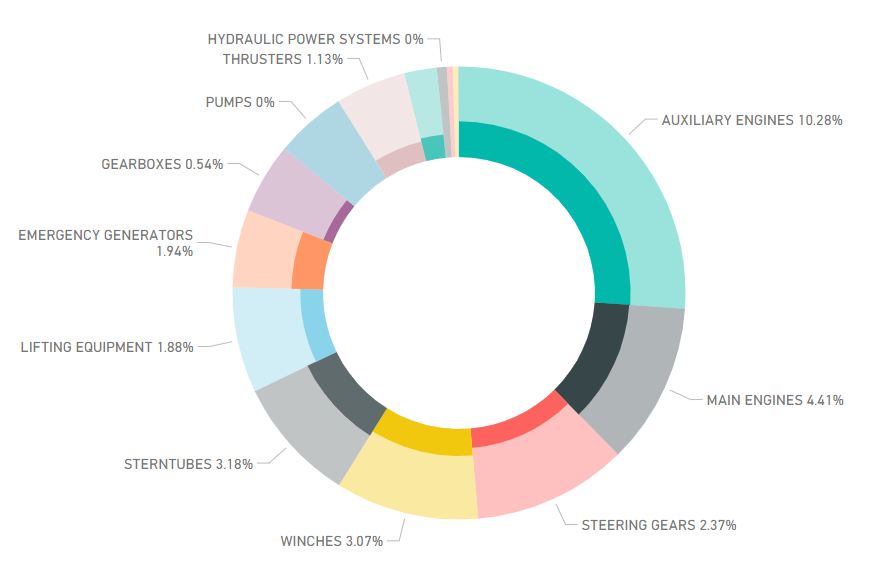 HYDRAULIC POWER SYSTEMS 0%
THRUSTERS 1.13%
PUMPS 0%
GEARBOXES 0.54%
EMERGENCY GENERATORS
1.94%
LIFTING EQUIPMENT 1.88%
STERNTUBES 3.18%
WINCHES 3.07%
AUXILIARY ENGINES 10.28%
MAIN ENGINES 4.41%
STEERING GEARS 2.37%